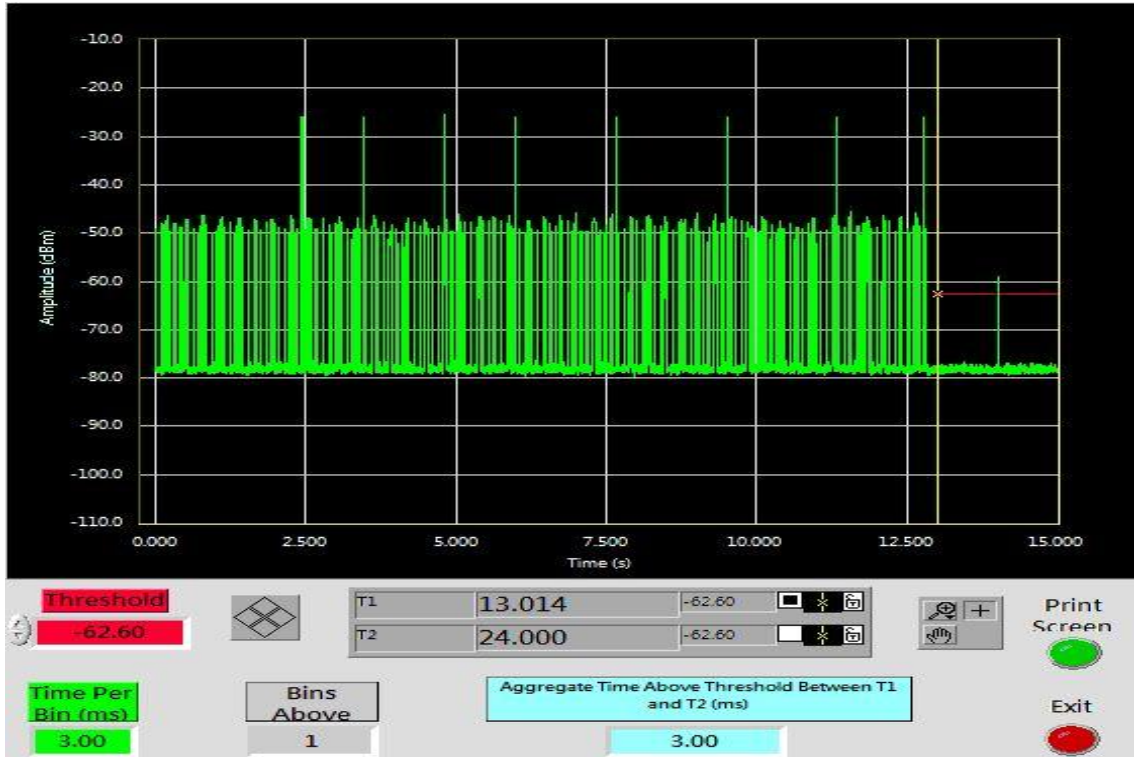 -10.0
-20.0
-30.0
-40.0
-50.0
-60.0
-70.0
-80.0
-90.0
-100.0
-110.0
Amplitude (dBm)
0.000 2.500 5.000 7.500 10.000 12.500 15.000
Time (s)
Threshold
-62.60
T1 13.014 -62.60
T2 24.000 -62.60
Print
Screen
Time Per
Bin (ms)
3.00
Bins
Above
1
Aggregate Time Above Threshold Between T1
and T2 (ms)
3.00
Exit